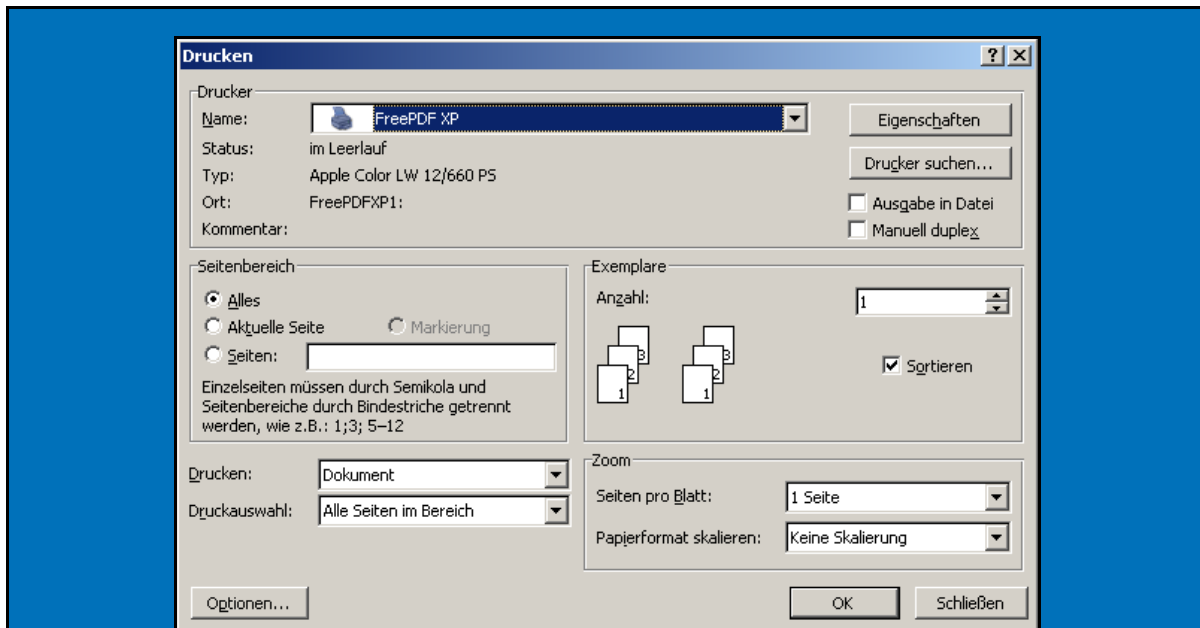 Drucken
Drucker
Name: FreePDF XP Eigenschaften
Status: im Leerlauf
Drucker suchen...
Typ: Apple Color LW 12/660 PS
Ort: FreePDFXP1: Ausgabe in Datei
Kommentar: Manuell duplex
Seitenbereich
Alles
Aktuelle Seite Markierung
Seiten:
Einzelseiten müssen durch Semikola und
Seitenbereiche durch Bindestriche getrennt
werden, wie z.B.: 1;3; 5–12
Exemplare
Anzahl: 1
3 3
2 2
1 1
Sortieren
Drucken: Dokument
Druckauswahl: Alle Seiten im Bereich
Zoom
Seiten pro Blatt: 1 Seite
Papierformat skalieren: Keine Skalierung
Optionen... OK Schließen